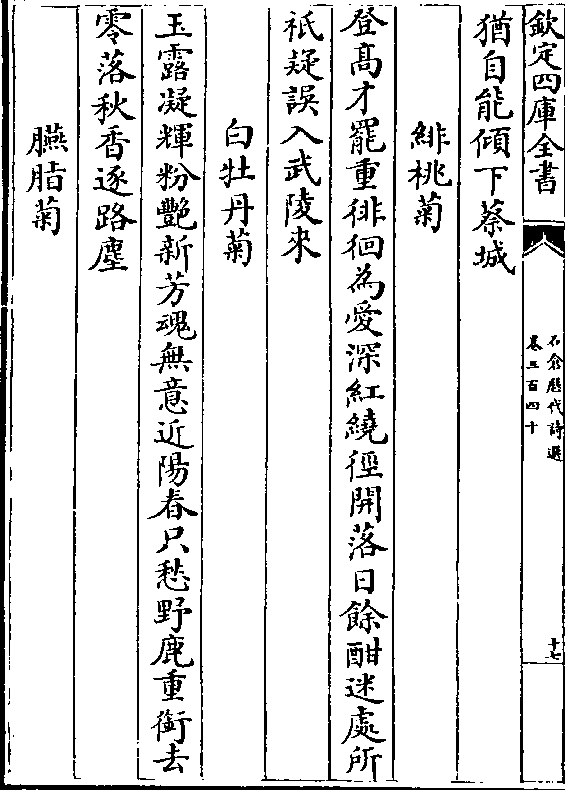 欽定四庫全書
石倉歷代詩選
卷三百四十
十七
猶自能傾下蔡城
緋桃菊
登髙才罷重徘徊為愛深紅繞徑開落日餘酣迷處所
祇疑誤入武陵來
白牡丹菊
玉露凝輝粉艷新芳魂無意近陽春只愁野鹿重銜去
零落秋香逐路塵
臙脂菊